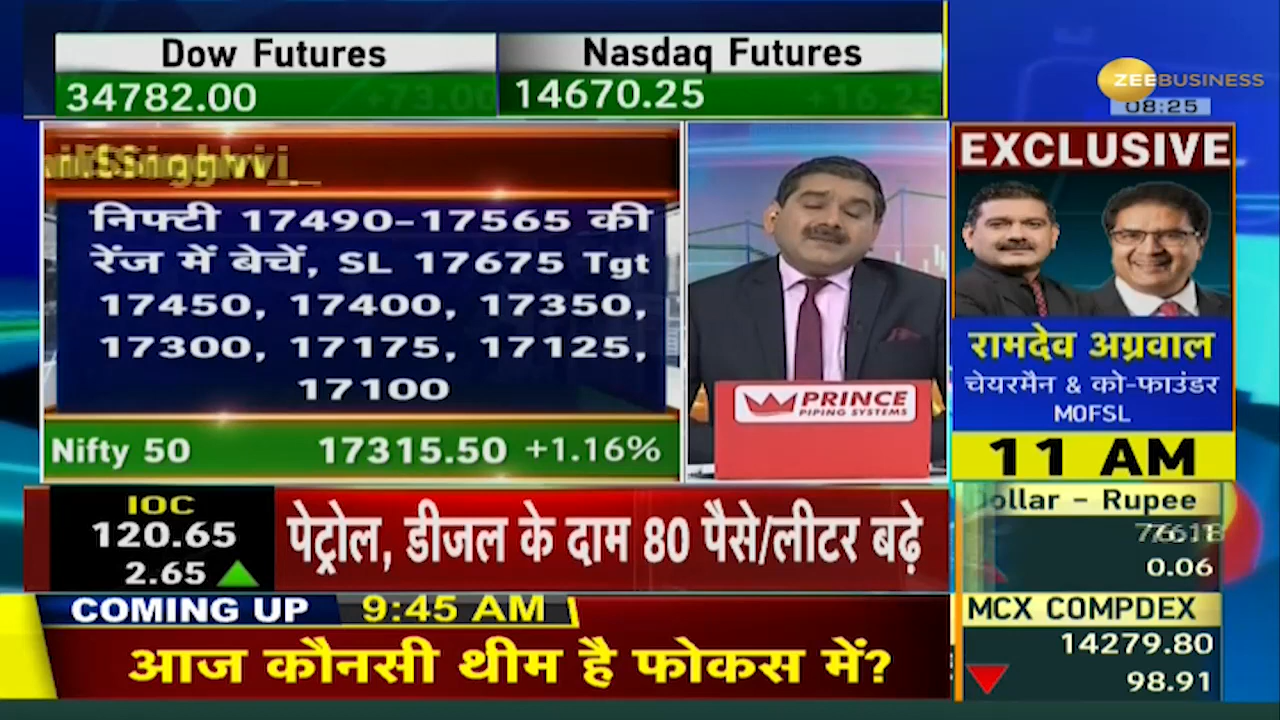 Dow Futures
34782.00
Nasdaq Futures
14670.25
ZEEBUSINESS
08:25
निफ्टी 17490-17565 की
रेंज में बेचें, SL 17675 Tgt
17450, 17400, 17350,
17300, 17175, 17125,
17100
Nifty 50 17315.50 +1.16%
PRINCE
PIPING SYSTEMS
EXCLUSIVE
रामदेव अग्रवाल
चेयरमैन & को-फाउंडर
MOFSL
11 AM
IOC
120.65
2.65
पेट्रोल, डीजल के दाम 80 पैसे/लीटर बढ़े
Dollar - Rupee
0.06
MCX COMPDEX
14279.80
98.91
COMING UP 9:45 AM
आज कौनसी थीम है फोकस में?